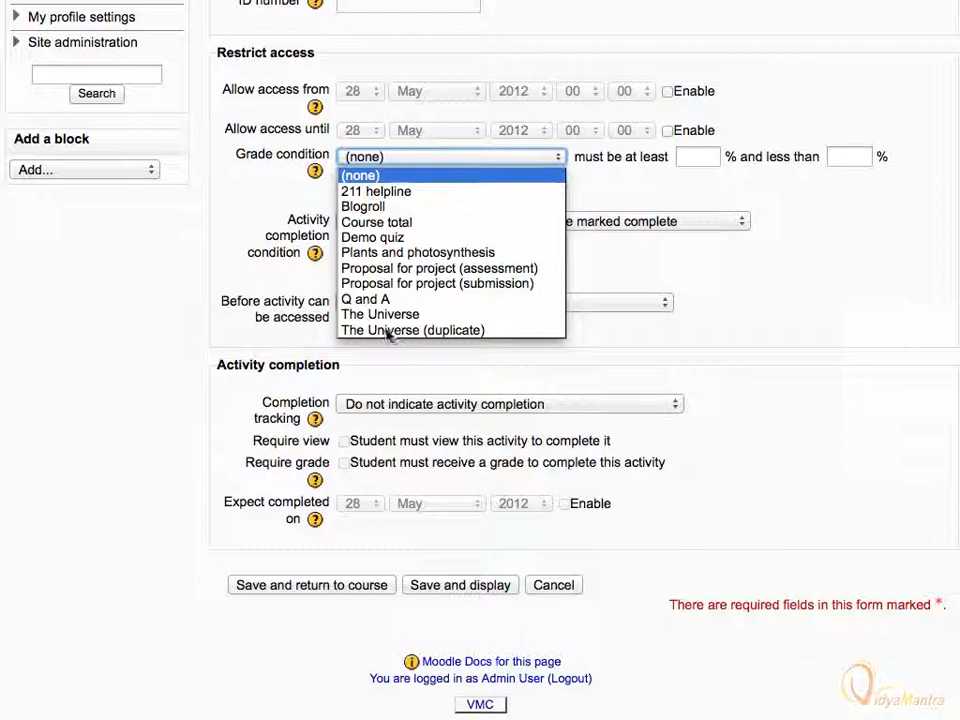 ID number
My profile settings
Site administration
Search
Add a block
Add...
Restrict access
Allow access from 28 May 2012 00 00 Enable
Allow access until 28 May 2012 00 00 Enable
Grade condition (none) must be at least % and less than %
(none)
211 helpline
Blogroll
Course total
Demo quiz
Plants and photosynthesis
Proposal for project (assessment)
Proposal for project (submission)
Q and A
The Universe
The Universe (duplicate)
Activity completion condition
e marked complete
Before activity can be accessed
Activity completion
Completion tracking Do not indicate activity completion
Require view Student must view this activity to complete it
Require grade Student must receive a grade to complete this activity
Expect completed on 28 May 2012 Enable
Save and return to course Save and display Cancel
There are required fields in this form marked *.
Moodle Docs for this page
You are logged in as Admin User (Logout)
VMC
VidyaMantra